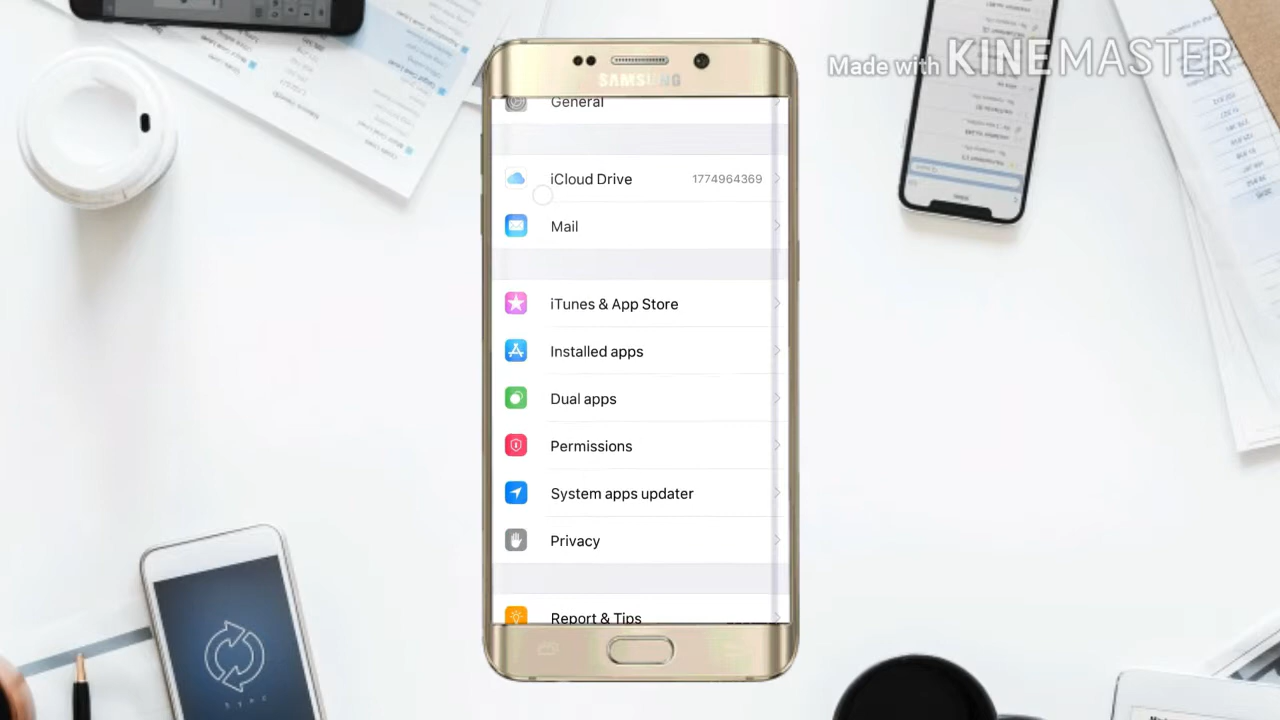 Made with KINEMASTER
SAMSUNG
General
iCloud Drive 1774964369
Mail
iTunes & App Store
Installed apps
Dual apps
Permissions
System apps updater
Privacy
Report & Tips
SYNC